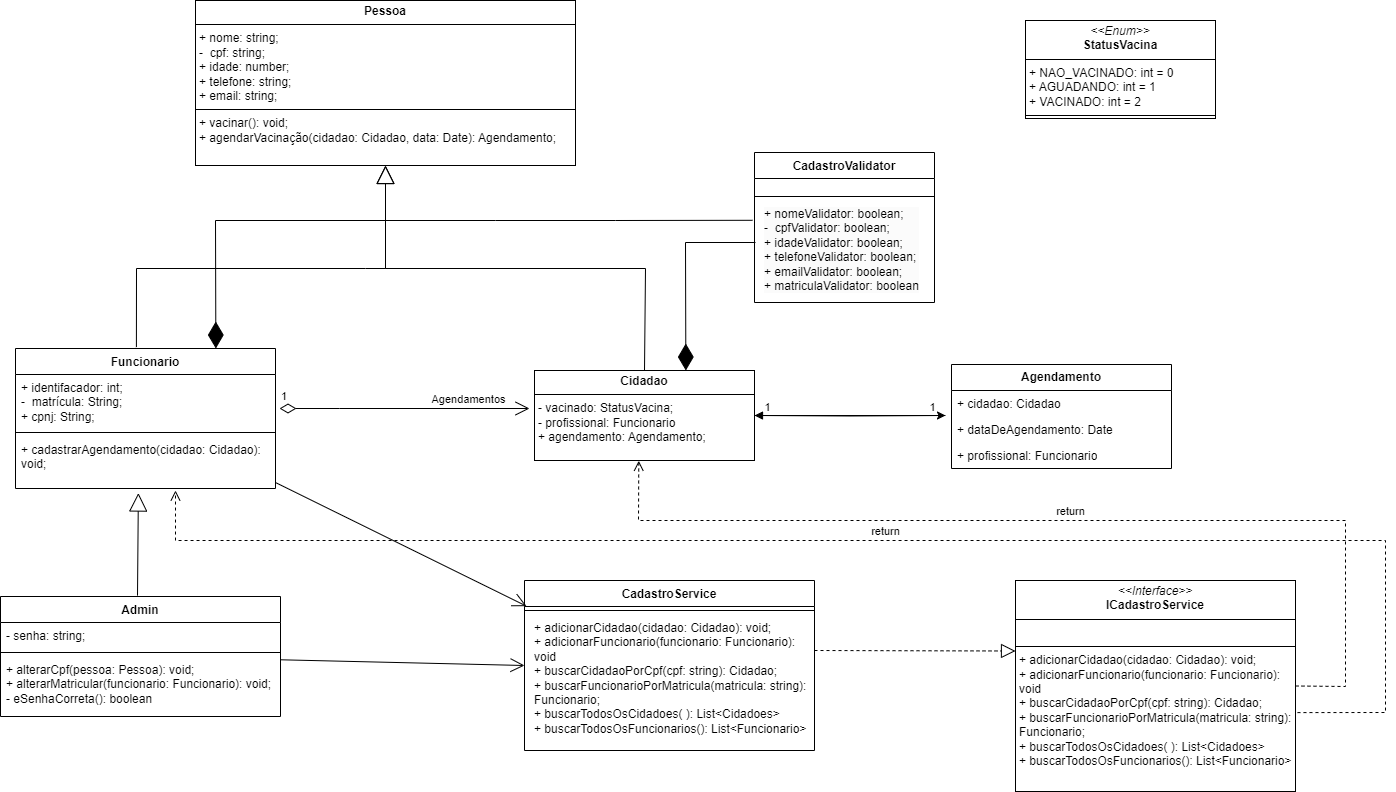 Pessoa
+ nome: string;
- cpf: string;
+ idade: number;
+ telefone: string;
+ email: string;
+ vacinar(): void;
+ agendarVacinação(cidadao: Cidadao, data: Date): Agendamento;
<<Enum>>
StatusVacina
+ NAO_VACINADO: int = 0
+ AGUADANDO: int = 1
+ VACINADO: int = 2
CadastroValidator
+ nomeValidator: boolean;
- cpfValidator: boolean;
+ idadeValidator: boolean;
+ telefoneValidator: boolean;
+ emailValidator: boolean;
+ matriculaValidator: boolean
Funcionario
+ identifacador: int;
- matrícula: String;
+ cpnj: String;
+ cadastrarAgendamento(cidadao: Cidadao):
void;
1
Agendamentos
Cidadao
- vacinado: StatusVacina;
- profissional: Funcionario
+ agendamento: Agendamento;
1
1
Agendamento
+ cidadao: Cidadao
+ dataDeAgendamento: Date
+ profissional: Funcionario
return
return
Admin
- senha: string;
+ alterarCpf(pessoa: Pessoa): void;
+ alterarMatricular(funcionario: Funcionario): void;
- eSenhaCorreta(): boolean
CadastroService
+ adicionarCidadao(cidadao: Cidadao): void;
+ adicionarFuncionario(funcionario: Funcionario):
void
+ buscarCidadaoPorCpf(cpf: string): Cidadao;
+ buscarFuncionarioPorMatricula(matricula: string):
Funcionario;
+ buscarTodosOsCidadoes( ): List<Cidadoes>
+ buscarTodosOsFuncionarios(): List<Funcionario>
<<Interface>>
ICadastroService
+ adicionarCidadao(cidadao: Cidadao): void;
+ adicionarFuncionario(funcionario: Funcionario):
void
+ buscarCidadaoPorCpf(cpf: string): Cidadao;
+ buscarFuncionarioPorMatricula(matricula: string):
Funcionario;
+ buscarTodosOsCidadoes( ): List<Cidadoes>
+ buscarTodosOsFuncionarios(): List<Funcionario>